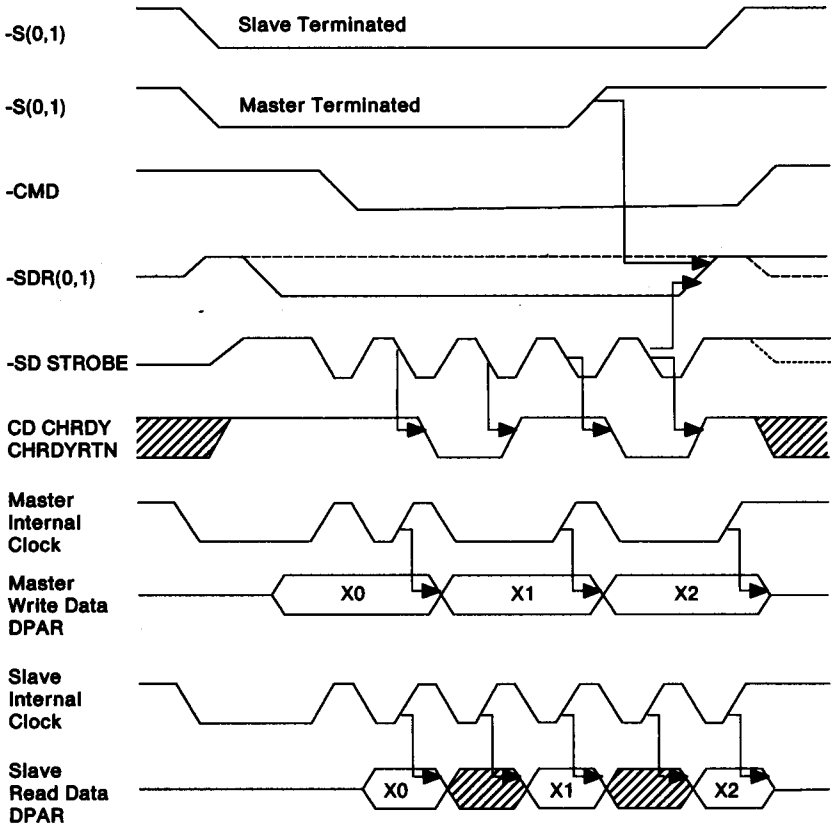 -S(0,1) Slave Terminated
-S(0,1) Master Terminated
-CMD
-SDR(0,1)
-SD STROBE
CD CHRDY
CHRDYRTN
Master
Internal
Clock
Master
Write Data
DPAR
X0 X1 X2
Slave
Internal
Clock
Slave
Read Data
DPAR
X0 X1 X2